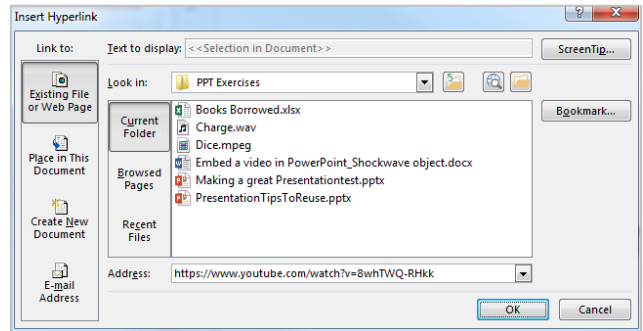 Insert Hyperlink
Link to:
Text to display: <<Selection in Document>>
ScreenTip...
Existing File
or Web Page
Look in: PPT Exercises
Bookmark...
Current
Folder
Books Borrowed.xlsx
Charge.wav
Dice.mpeg
Embed a video in PowerPoint_Shockwave object.docx
Making a great Presentationtest.pptx
PresentationTipsToReuse.pptx
Place in This
Document
Browsed
Pages
Create New
Document
Recent
Files
E-mail
Address
Address: https://www.youtube.com/watch?v=8whTWQ-RHkk
OK
Cancel